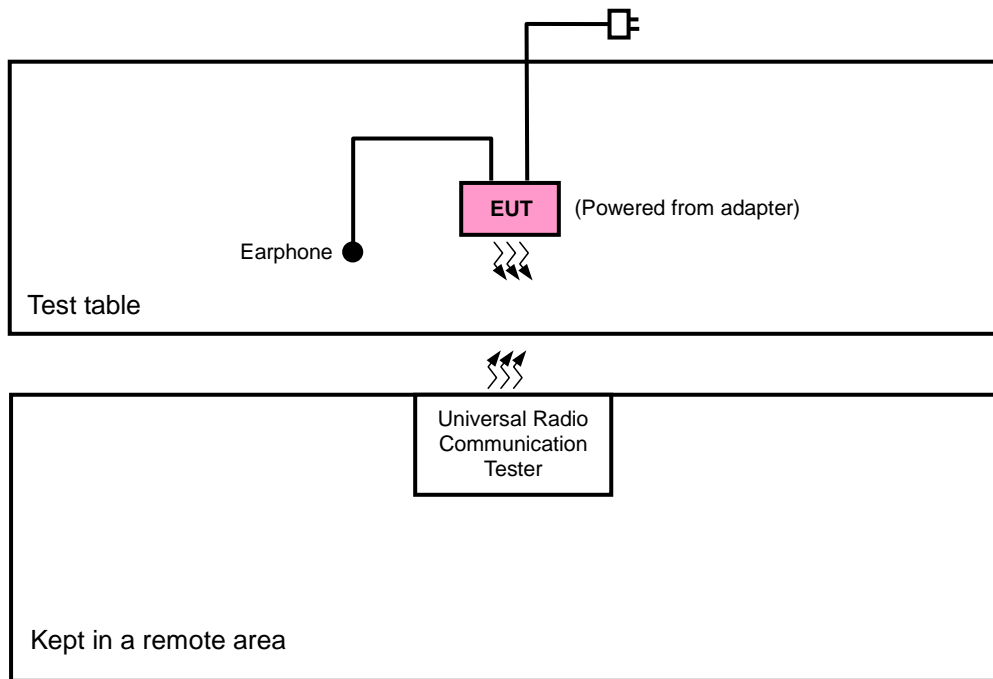 EUT
(Powered from adapter)
Earphone
Test table
Universal Radio
Communication
Tester
Kept in a remote area